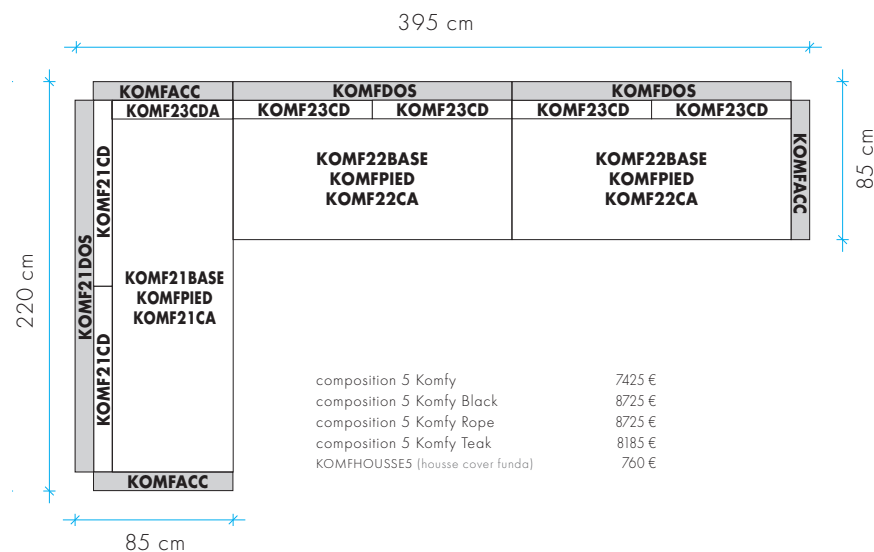 395 cm
KOMFACC KOMFDOS KOMFDOS
KOMF23CDA KOMF23CD KOMF23CD KOMF23CD KOMF23CD
KOMF22BASE
KOMFPIED
KOMF22CA
KOMF22BASE
KOMFPIED
KOMF22CA
KOMFACC
85 cm
220 cm
KOMF21DOS
KOMF21CD
KOMF21CD
KOMF21BASE
KOMFPIED
KOMF21CA
KOMFACC
85 cm
composition 5 Komfy 7425 €
composition 5 Komfy Black 8725 €
composition 5 Komfy Rope 8725 €
composition 5 Komfy Teak 8185 €
KOMFHOUSSE5 (housse cover funda) 760 €